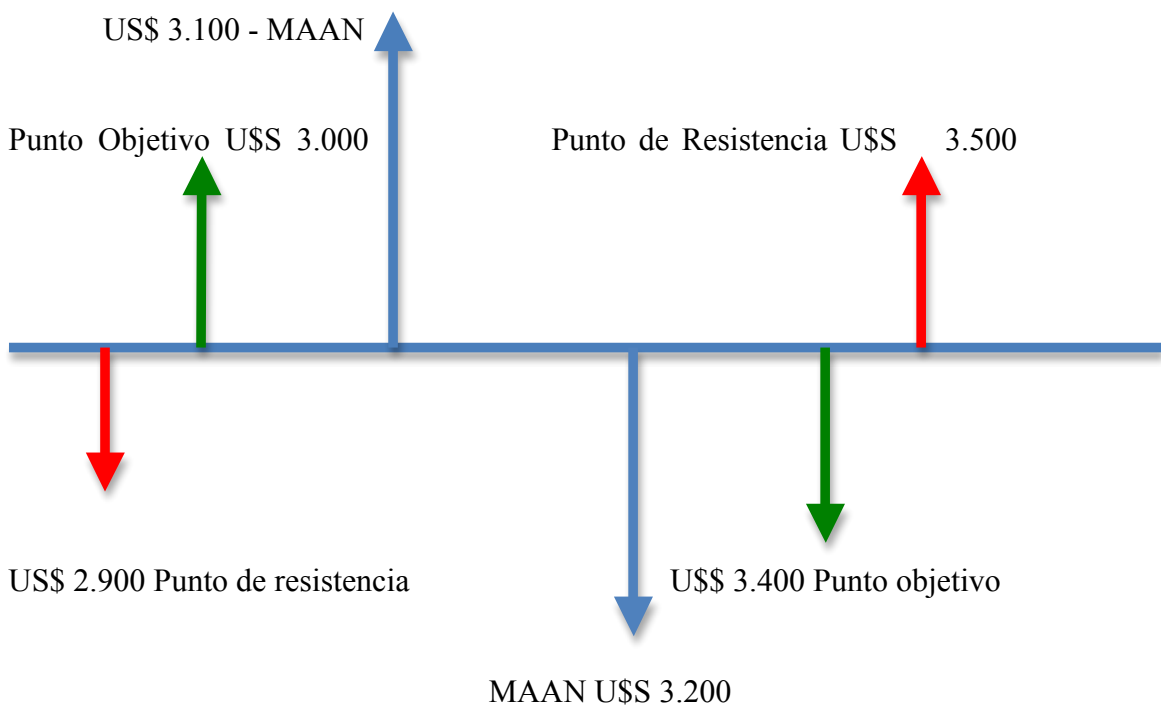 US$ 3.100 - MAAN
Punto Objetivo U$S 3.000
Punto de Resistencia U$S 3.500
US$ 2.900 Punto de resistencia
U$$ 3.400 Punto objetivo
MAAN U$S 3.200